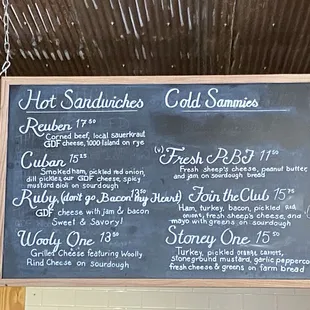 Hot Sandwiches
Reuben 17.50
Corned beef, local sauerkraut
GDF cheese, 1000 Island on rye
Cuban 15
Smoked ham, pickled red onion,
dill pickles, our GDF cheese, spicy
mustard aioli on sourdough
Ruby, (don't go Bacon my Heart) 13.50
GDF cheese with jam & bacon
Sweet & Savory!
Wooly One 13.50
Grilled Cheese featuring Wooly
Rind Cheese on sourdough
Cold Sammies
(v) Fresh PB&J 11.50
Fresh sheep's cheese, peanut butter
and jam on sourdough bread
Join the Club 15.75
Ham, turkey, bacon, pickled red
onions, fresh sheep's cheese, and
mayo with greens on sourdough
Stoney One 15.50
Turkey, pickled carrots,
stoneground mustard, garlic peppercorn
fresh cheese & greens on farm bread